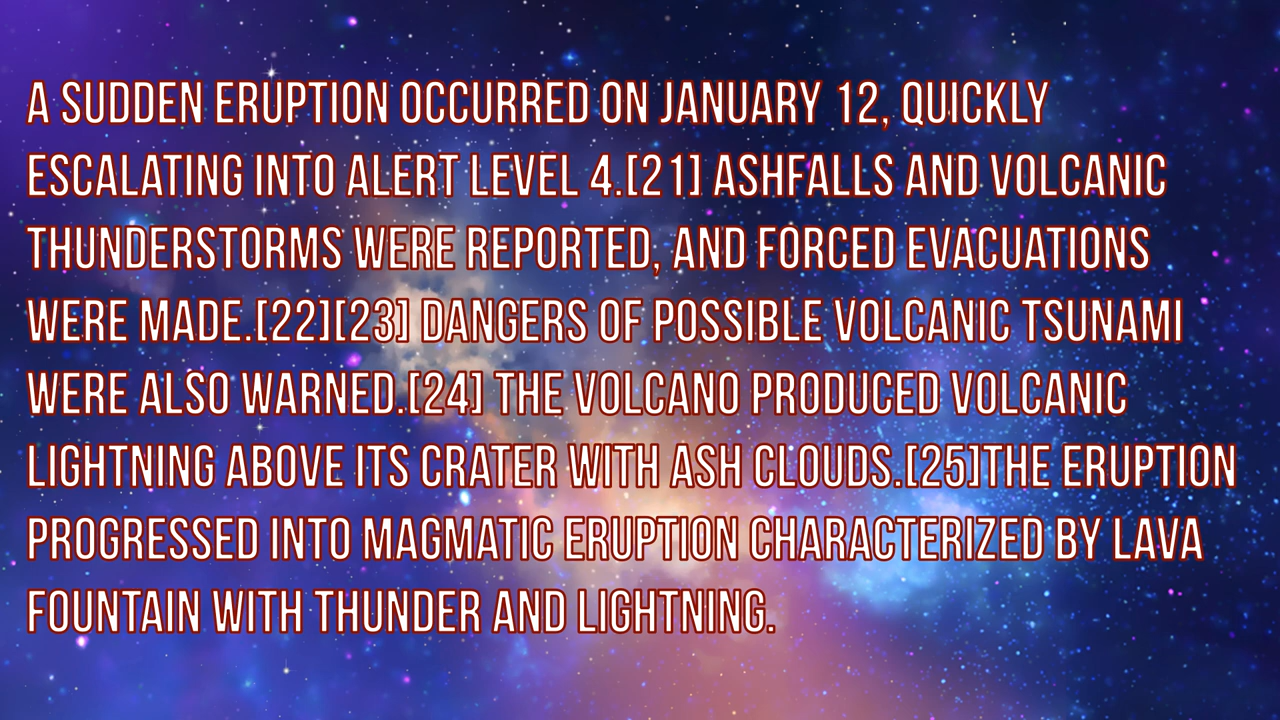 A SUDDEN ERUPTION OCCURRED ON JANUARY 12, QUICKLY
ESCALATING INTO ALERT LEVEL 4.[21] ASHFALLS AND VOLCANIC
THUNDERSTORMS WERE REPORTED, AND FORCED EVACUATIONS
WERE MADE.[22][23] DANGERS OF POSSIBLE VOLCANIC TSUNAMI
WERE ALSO WARNED.[24] THE VOLCANO PRODUCED VOLCANIC
LIGHTNING ABOVE ITS CRATER WITH ASH CLOUDS.[25]THE ERUPTION
PROGRESSED INTO MAGMATIC ERUPTION CHARACTERIZED BY LAVA
FOUNTAIN WITH THUNDER AND LIGHTNING.